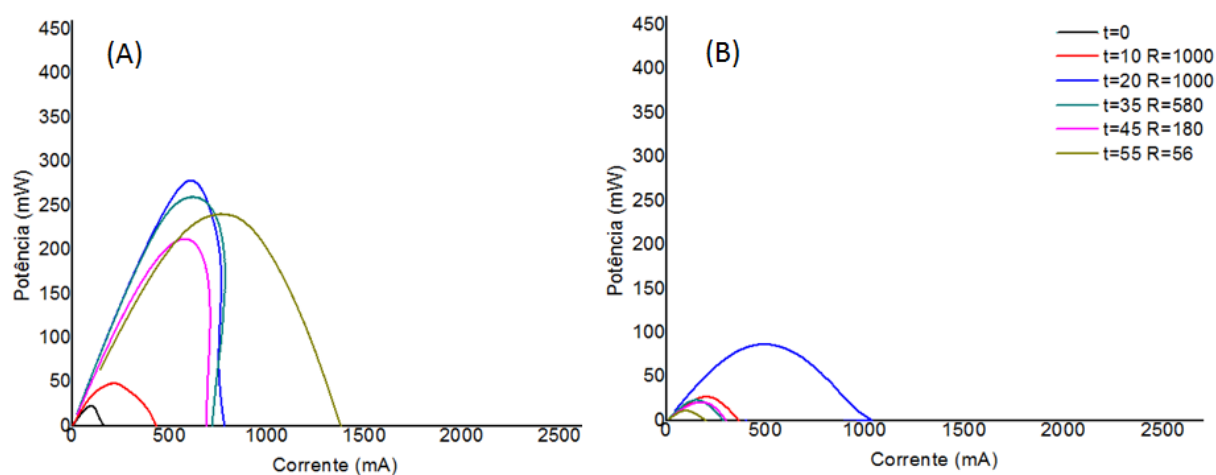 (A)
450
400
350
300
250
200
150
100
50
0
Potência (mW)
0 500 1000 1500 2000 2500
Corrente (mA)
(B)
450
400
350
300
250
200
150
100
50
0
Potência (mW)
0 500 1000 1500 2000 2500
Corrente (mA)
t=0
t=10 R=1000
t=20 R=1000
t=35 R=580
t=45 R=180
t=55 R=56